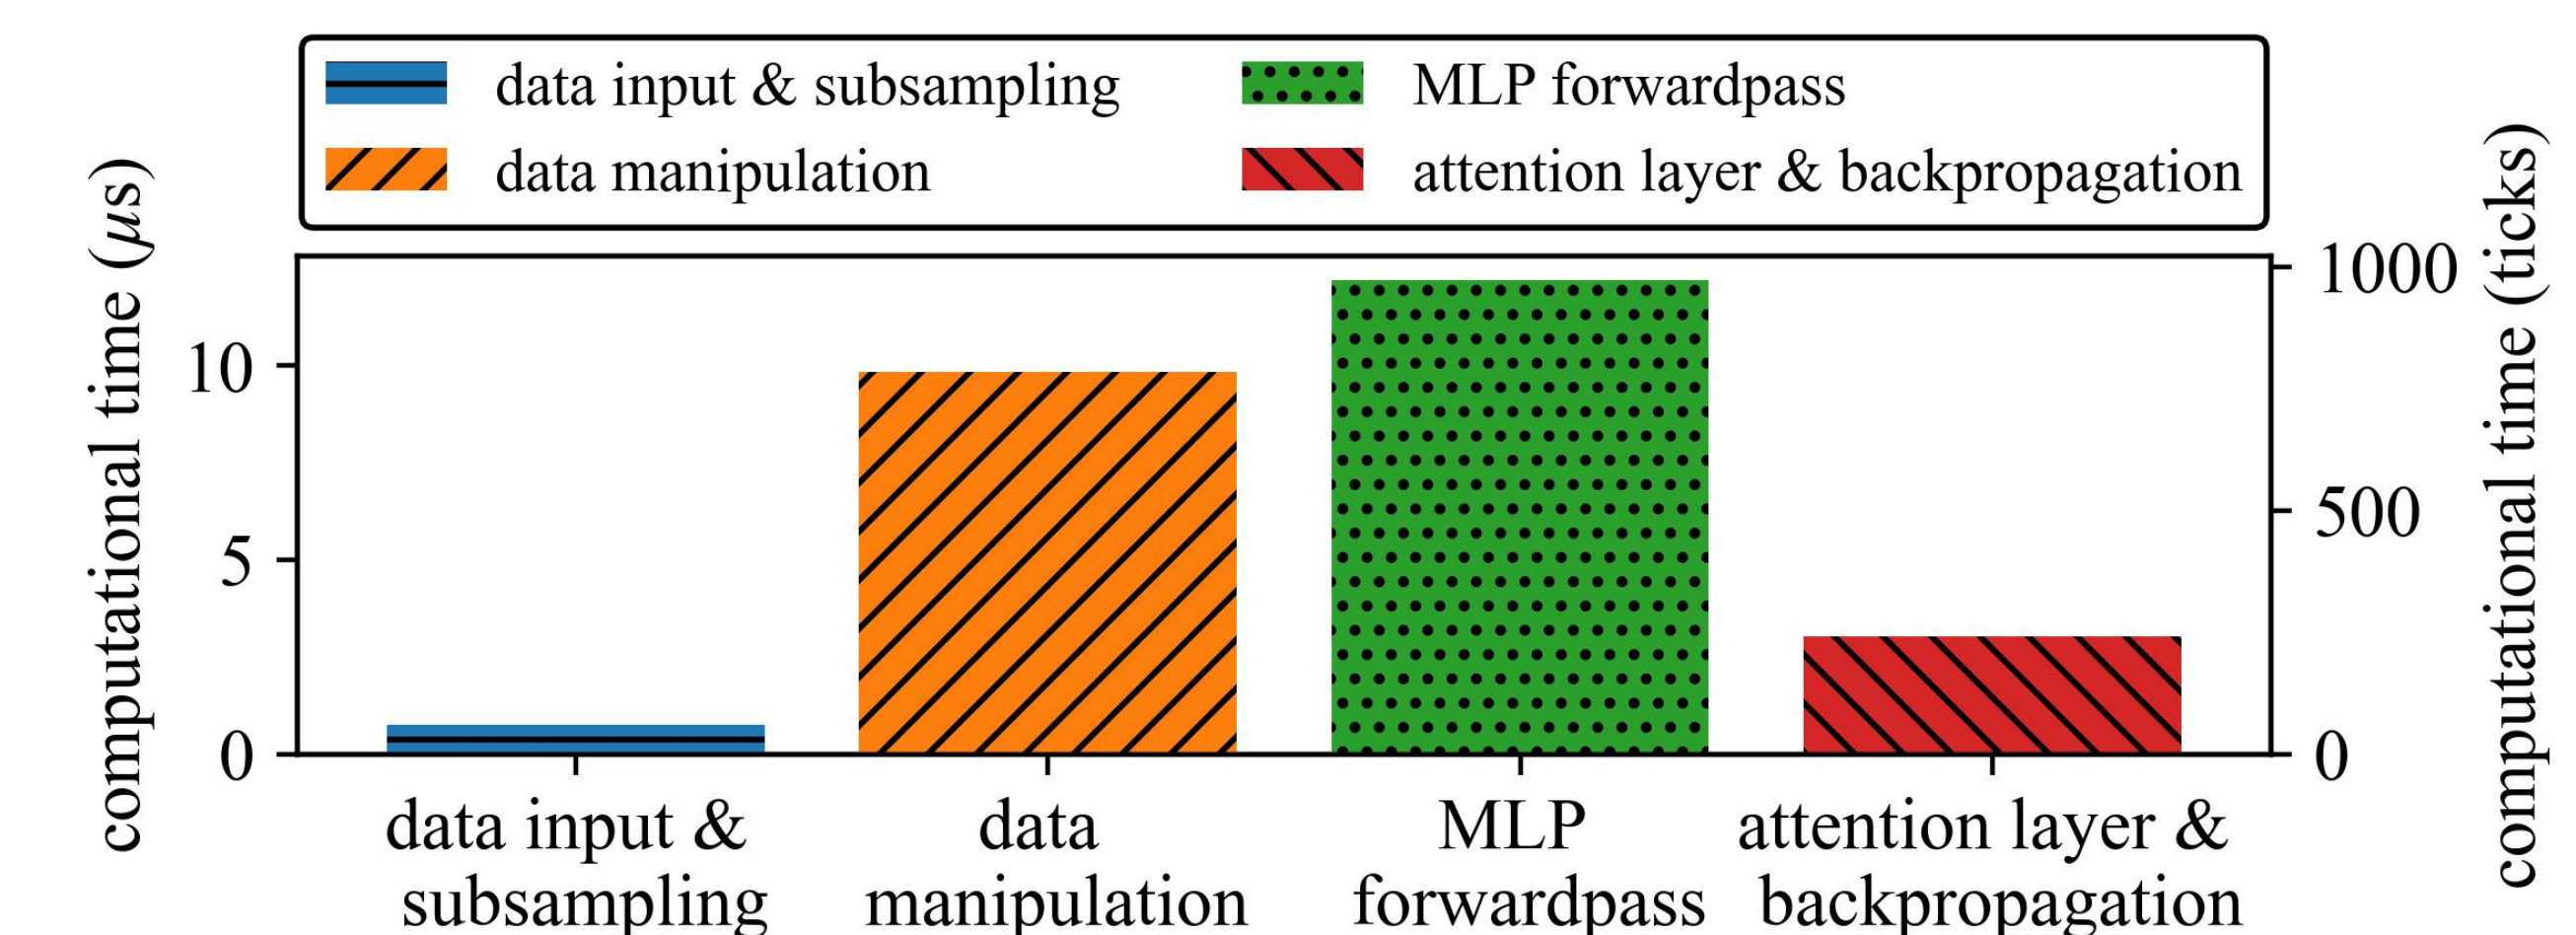 data input & subsampling
data manipulation
MLP forwardpass
attention layer & backpropagation
computational time (μs)
10
5
0
computational time (ticks)
1000
500
0
data input &
subsampling
data
manipulation
MLP
forwardpass
attention layer &
backpropagation